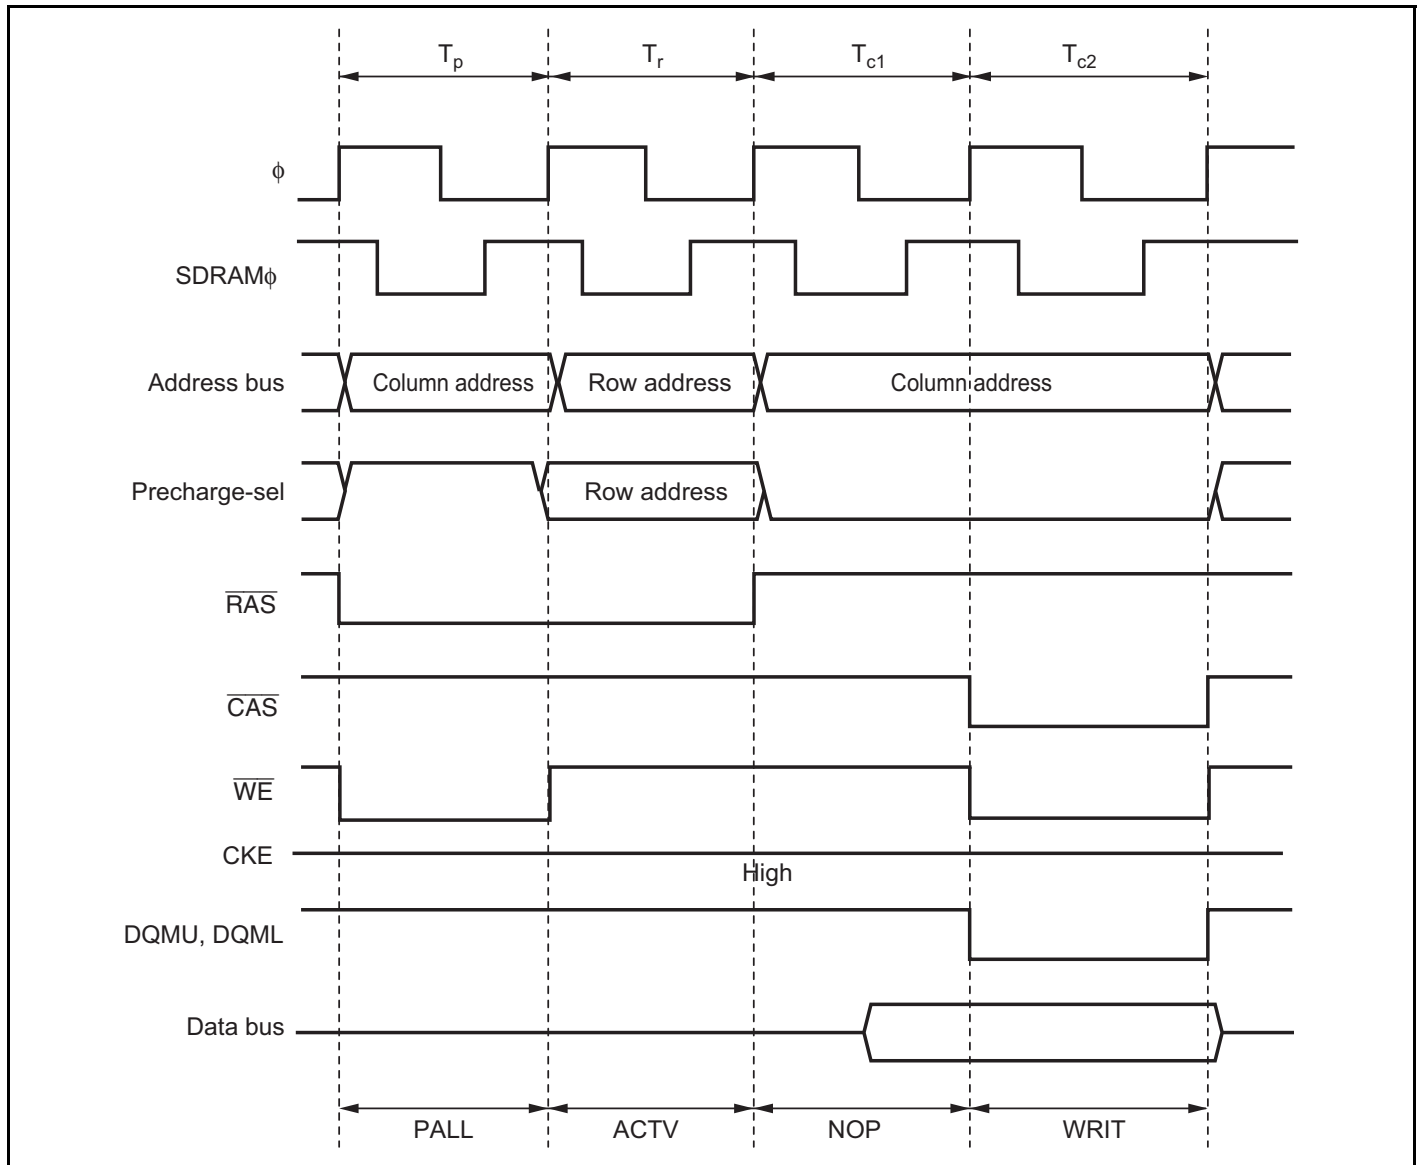 Tp Tr Tc1 Tc2
ϕ
SDRAMϕ
Address bus Column address Row address Column address
Precharge-sel Row address
RAS
CAS
WE
CKE
High
DQMU, DQML
Data bus
PALL ACTV NOP WRIT